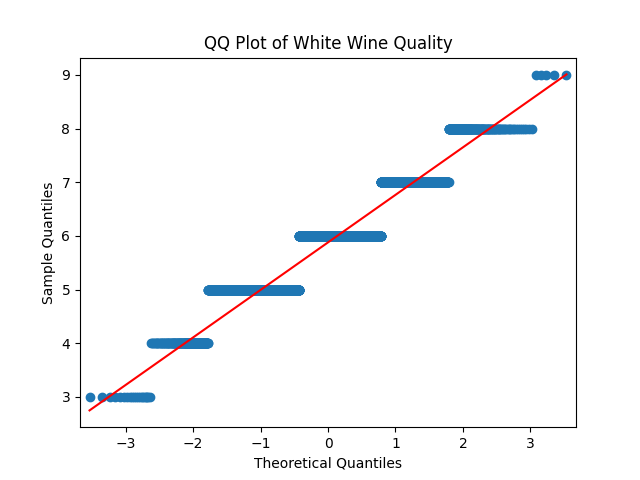 QQ Plot of White Wine Quality
9
8
7
6
5
4
3
Sample Quantiles
−3 −2 −1 0 1 2 3
Theoretical Quantiles